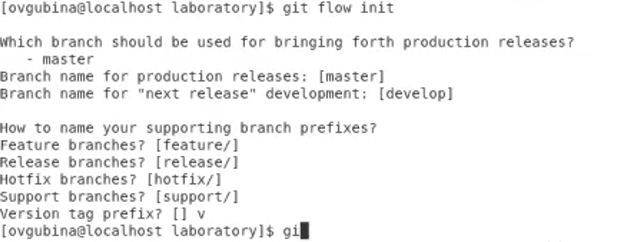 [ovgubina@localhost laboratory]$ git flow init
Which branch should be used for bringing forth production releases?
- master
Branch name for production releases: [master]
Branch name for "next release" development: [develop]
How to name your supporting branch prefixes?
Feature branches? [feature/]
Release branches? [release/]
Hotfix branches? [hotfix/]
Support branches? [support/]
Version tag prefix? [] v
[ovgubina@localhost laboratory]$ gi